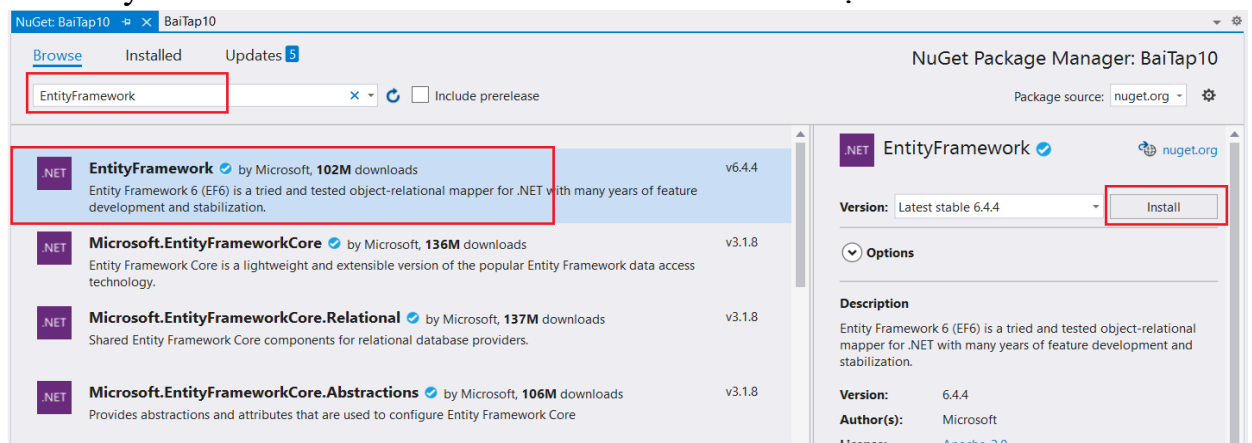 NuGet: BaiTap10 BaiTap10
Browse Installed Updates 5
NuGet Package Manager: BaiTap10
EntityFramework Include prerelease
Package source: nuget.org
.NET EntityFramework by Microsoft, 102M downloads v6.4.4
Entity Framework 6 (EF6) is a tried and tested object-relational mapper for .NET with many years of feature
development and stabilization.
.NET Microsoft.EntityFrameworkCore by Microsoft, 136M downloads v3.1.8
Entity Framework Core is a lightweight and extensible version of the popular Entity Framework data access
technology.
.NET Microsoft.EntityFrameworkCore.Relational by Microsoft, 137M downloads v3.1.8
Shared Entity Framework Core components for relational database providers.
.NET Microsoft.EntityFrameworkCore.Abstractions by Microsoft, 106M downloads v3.1.8
Provides abstractions and attributes that are used to configure Entity Framework Core
.NET EntityFramework nuget.org
Version: Latest stable 6.4.4 Install
Options
Description
Entity Framework 6 (EF6) is a tried and tested object-relational
mapper for .NET with many years of feature development and
stabilization.
Version: 6.4.4
Author(s): Microsoft